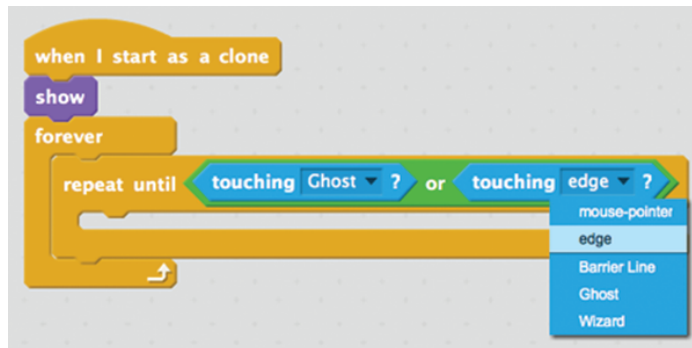 when I start as a clone
show
forever
repeat until touching Ghost ? or touching edge ?
mouse-pointer
edge
Barrier Line
Ghost
Wizard